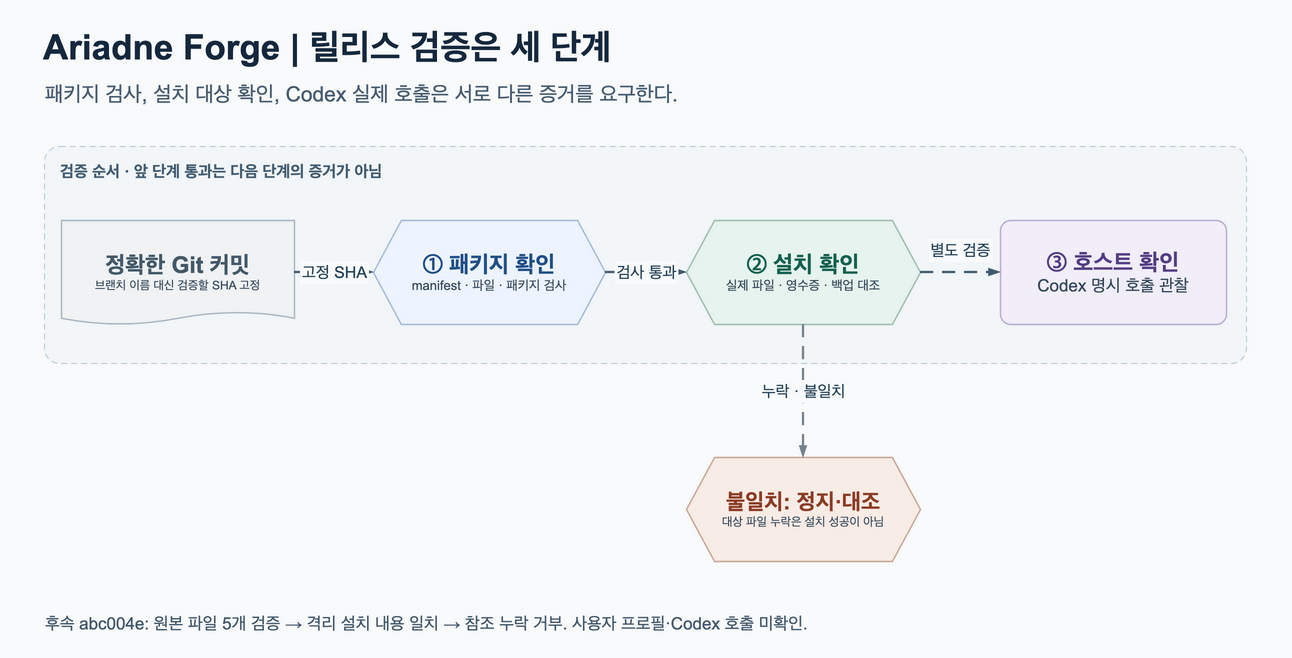 Ariadne Forge | 릴리스 검증은 세 단계
패키지 검사, 설치 대상 확인, Codex 실제 호출은 서로 다른 증거를 요구한다.
검증 순서 · 앞 단계 통과는 다음 단계의 증거가 아님
정확한 Git 커밋
브랜치 이름 대신 검증할 SHA 고정
고정 SHA
① 패키지 확인
manifest · 파일 · 패키지 검사
검사 통과
② 설치 확인
실제 파일 · 영수증 · 백업 대조
별도 검증
③ 호스트 확인
Codex 명시 호출 관찰
누락 · 불일치
불일치: 정지·대조
대상 파일 누락은 설치 성공이 아님
후속 abc004e: 원본 파일 5개 검증 → 격리 설치 내용 일치 → 참조 누락 거부. 사용자 프로필·Codex 호출 미확인.